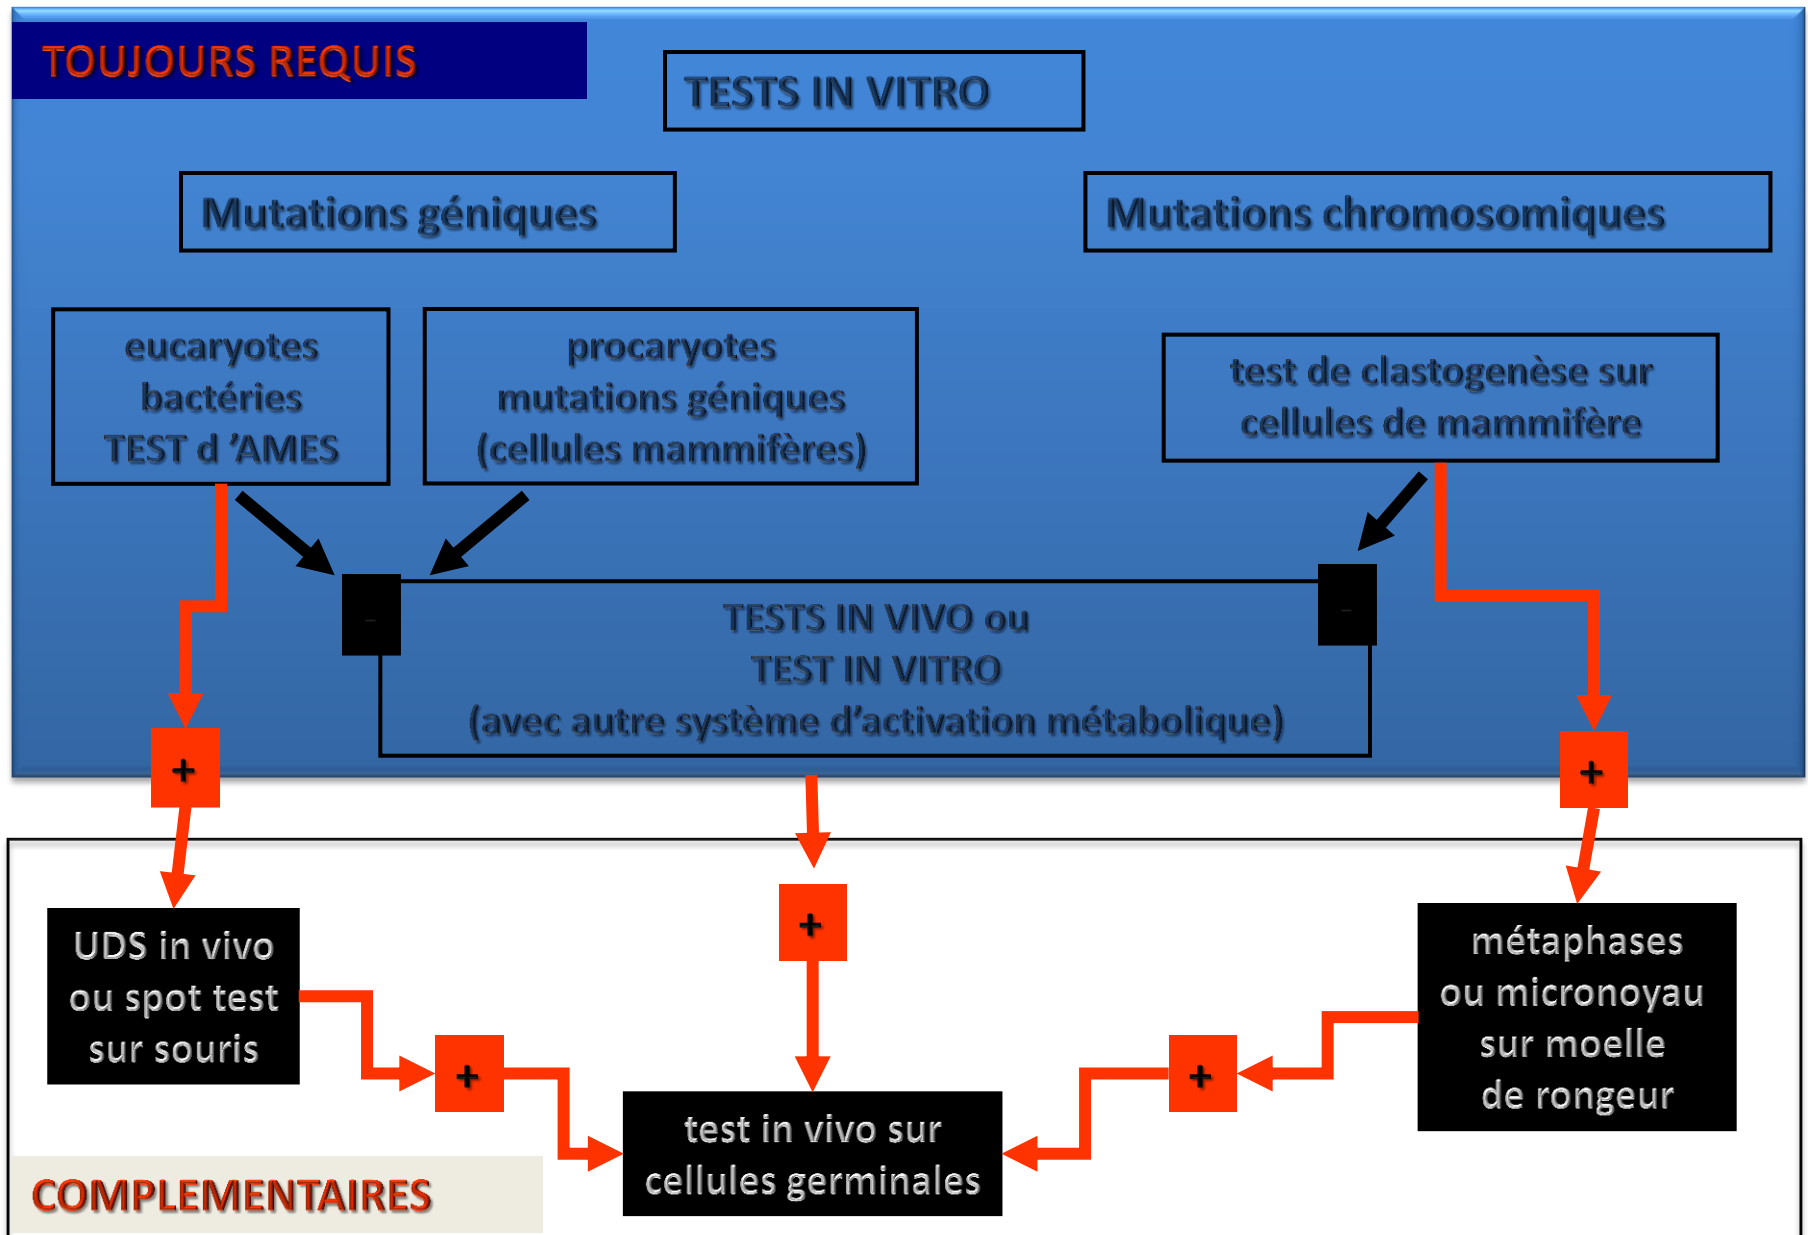 TOUJOURS REQUIS
TESTS IN VITRO
Mutations géniques
Mutations chromosomiques
eucaryotes
bactéries
TEST d ’AMES
procaryotes
mutations géniques
(cellules mammifères)
test de clastogenèse sur
cellules de mammifère
-
-
TESTS IN VIVO ou
TEST IN VITRO
(avec autre système d’activation métabolique)
+
+
+
UDS in vivo
ou spot test
sur souris
métaphases
ou micronoyau
sur moelle
de rongeur
+
+
test in vivo sur
cellules germinales
COMPLEMENTAIRES